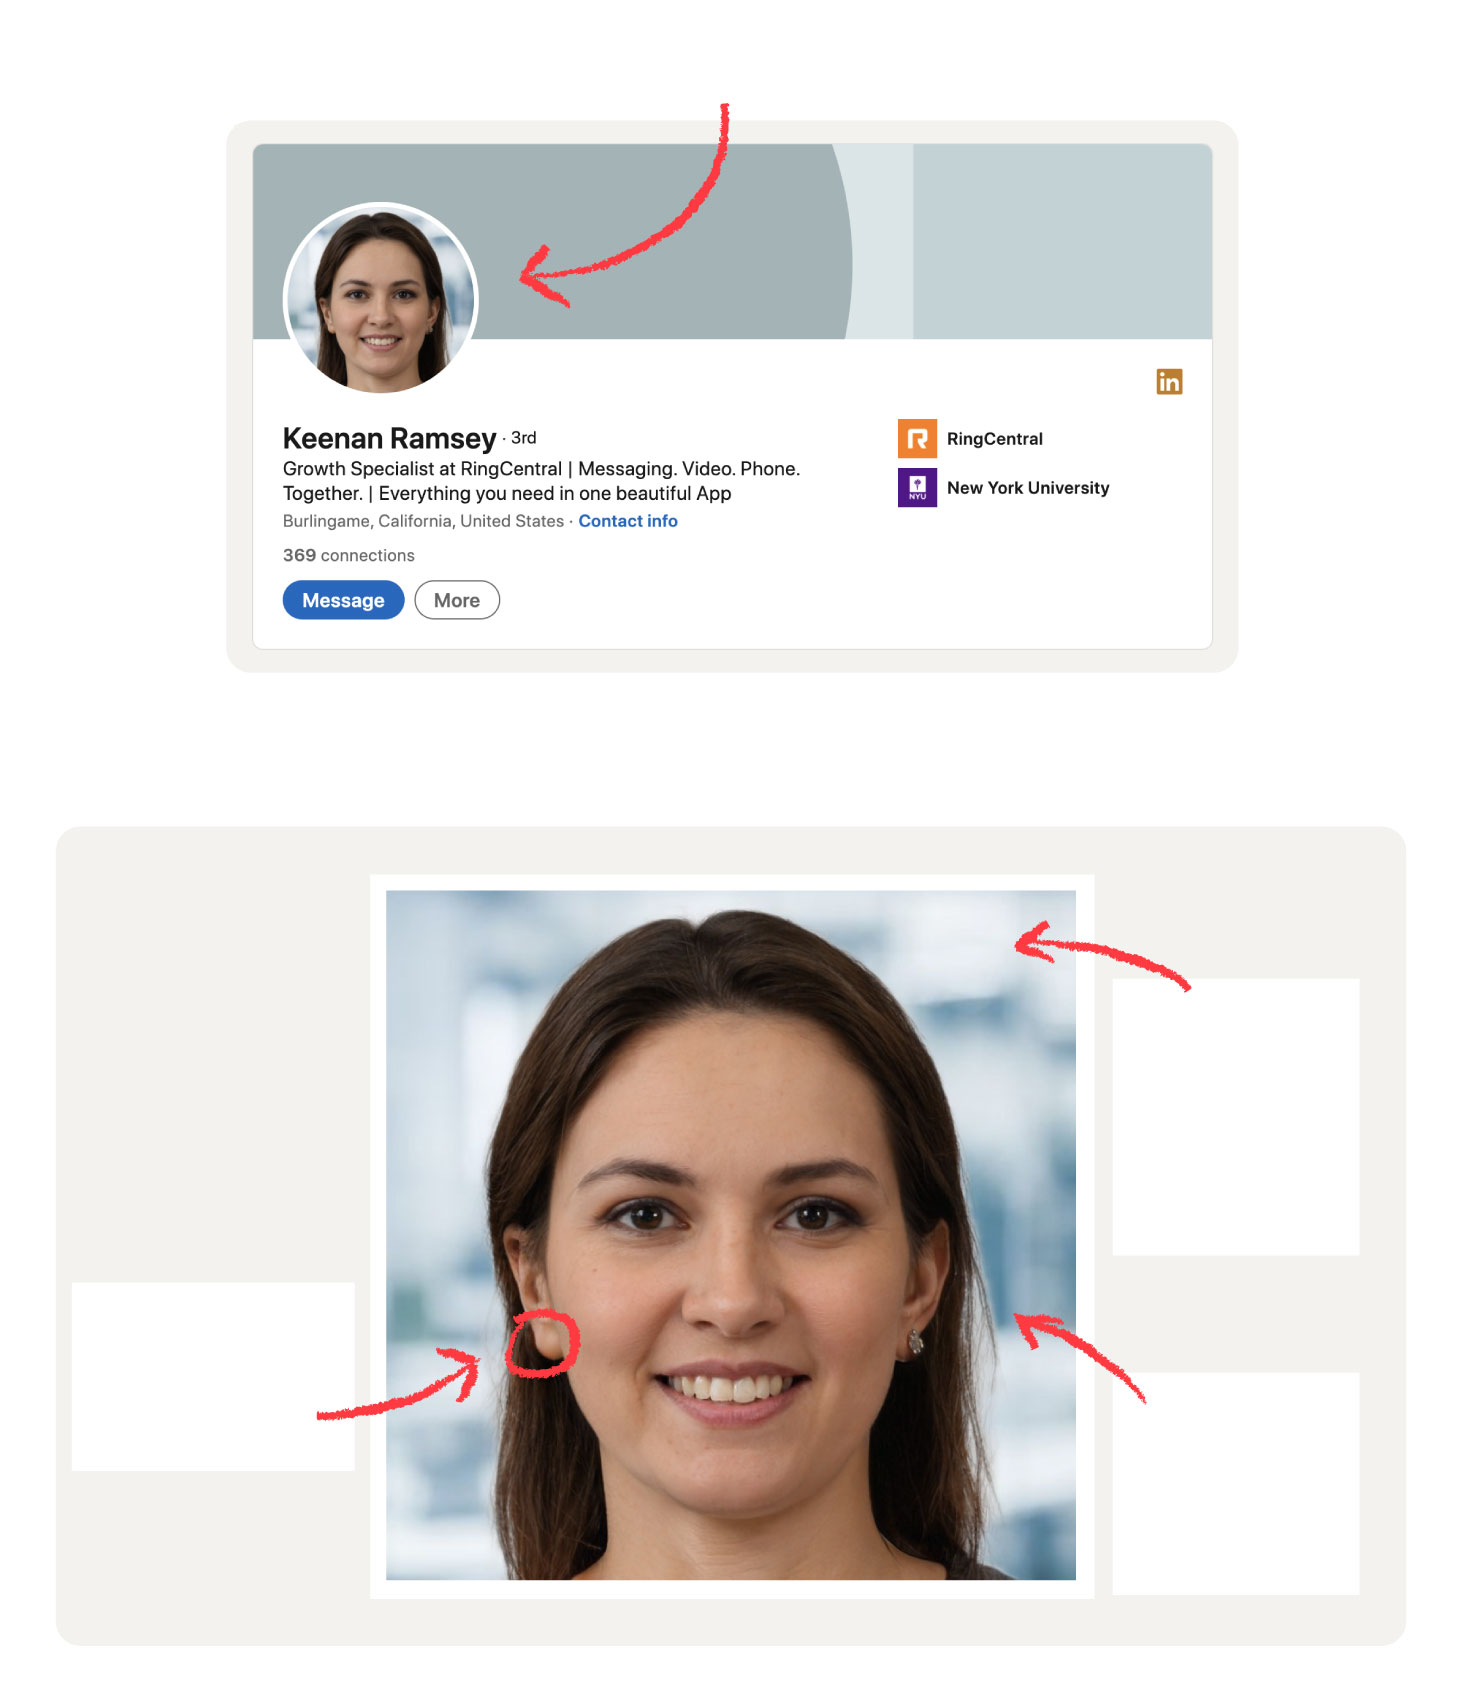 in
Keenan Ramsey · 3rd
Growth Specialist at RingCentral | Messaging. Video. Phone.
Together. | Everything you need in one beautiful App
Burlingame, California, United States · Contact info
369 connections
Message
More
RingCentral
NYU
New York University